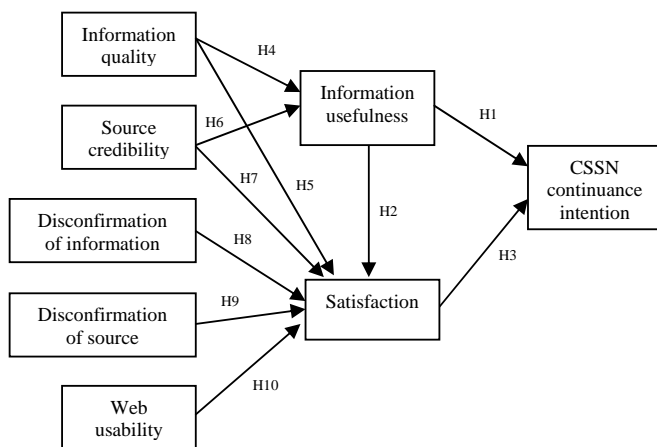 Information
quality
H4
Information
usefulness
H1
Source
credibility
H6
H7
H5
CSSN
continuance
intention
H2
Disconfirmation
of information
H8
H3
Disconfirmation
of source
H9
Satisfaction
H10
Web
usability